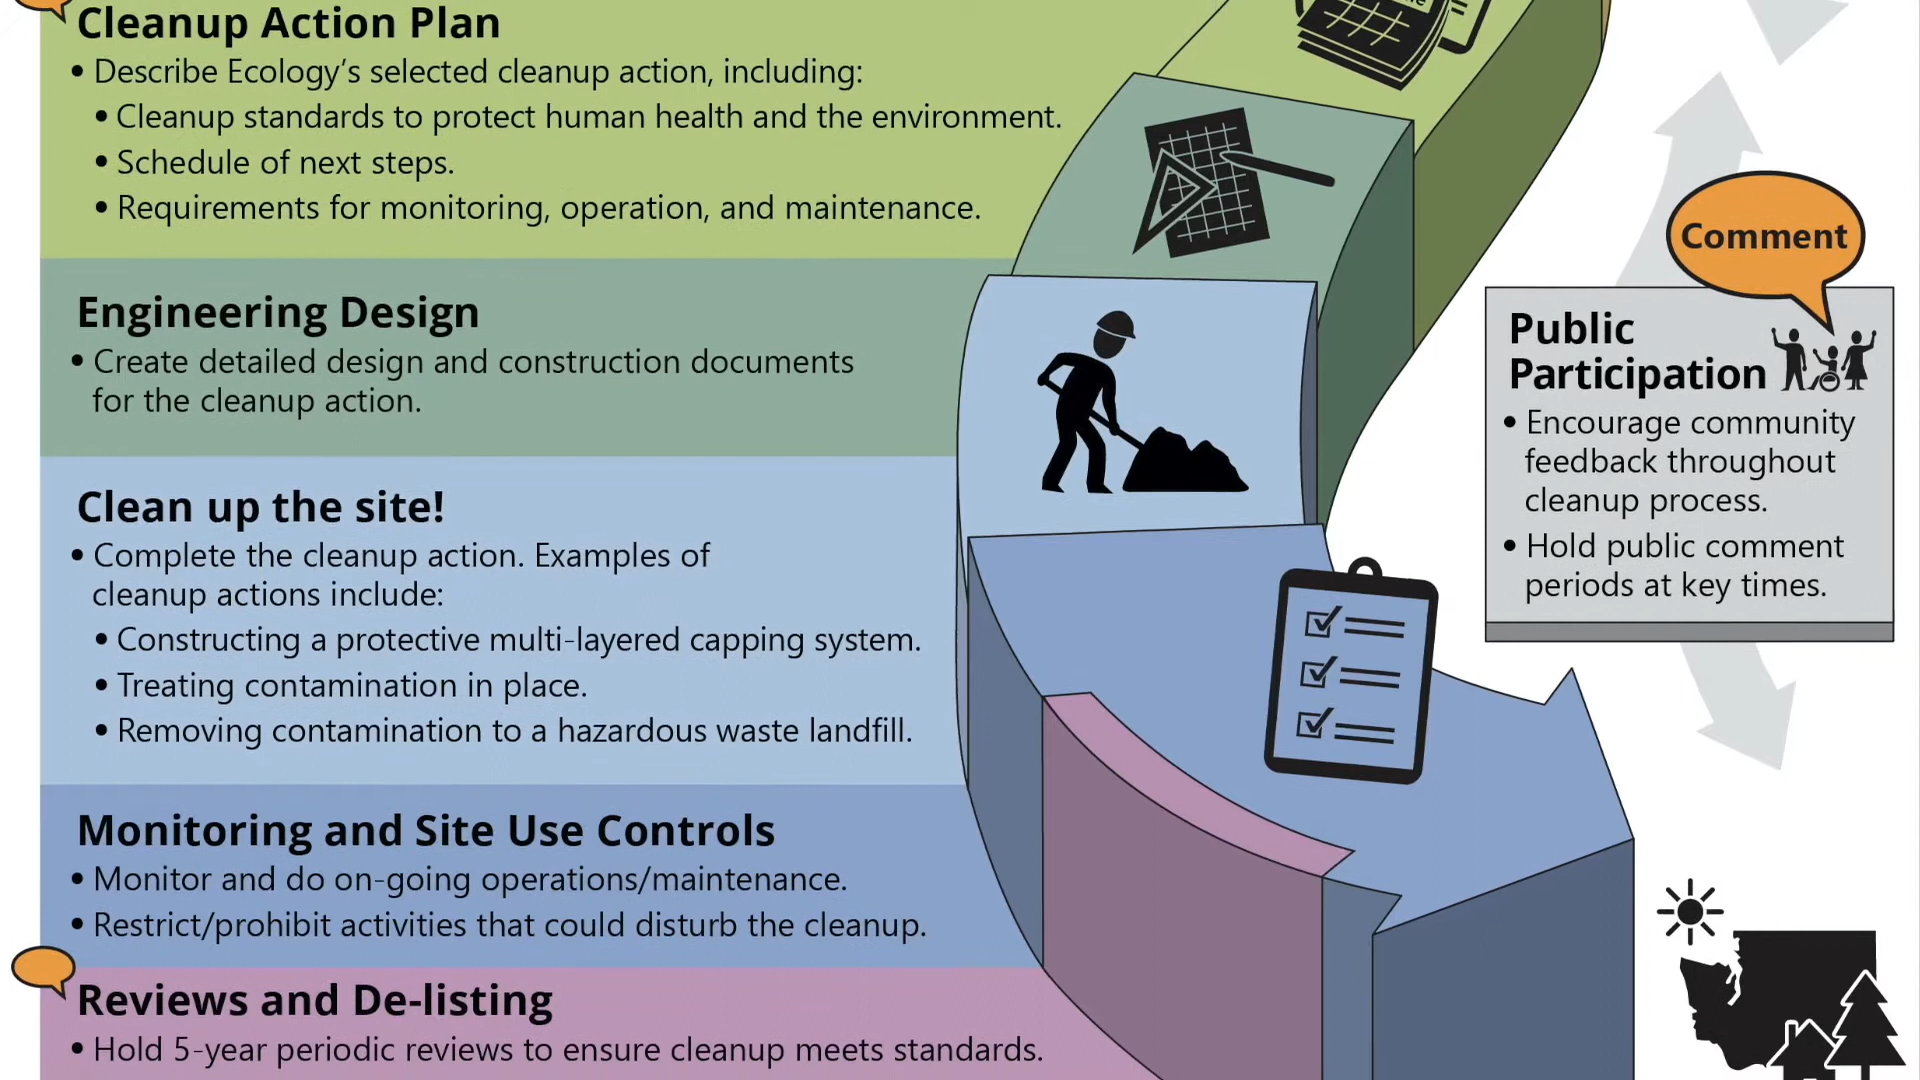 Cleanup Action Plan
• Describe Ecology's selected cleanup action, including:
• Cleanup standards to protect human health and the environment.
• Schedule of next steps.
• Requirements for monitoring, operation, and maintenance.
Engineering Design
• Create detailed design and construction documents
for the cleanup action.
Clean up the site!
• Complete the cleanup action. Examples of
cleanup actions include:
• Constructing a protective multi-layered capping system.
• Treating contamination in place.
• Removing contamination to a hazardous waste landfill.
Monitoring and Site Use Controls
• Monitor and do on-going operations/maintenance.
• Restrict/prohibit activities that could disturb the cleanup.
Reviews and De-listing
• Hold 5-year periodic reviews to ensure cleanup meets standards.
Comment
Public
Participation
• Encourage community
feedback throughout
cleanup process.
• Hold public comment
periods at key times.